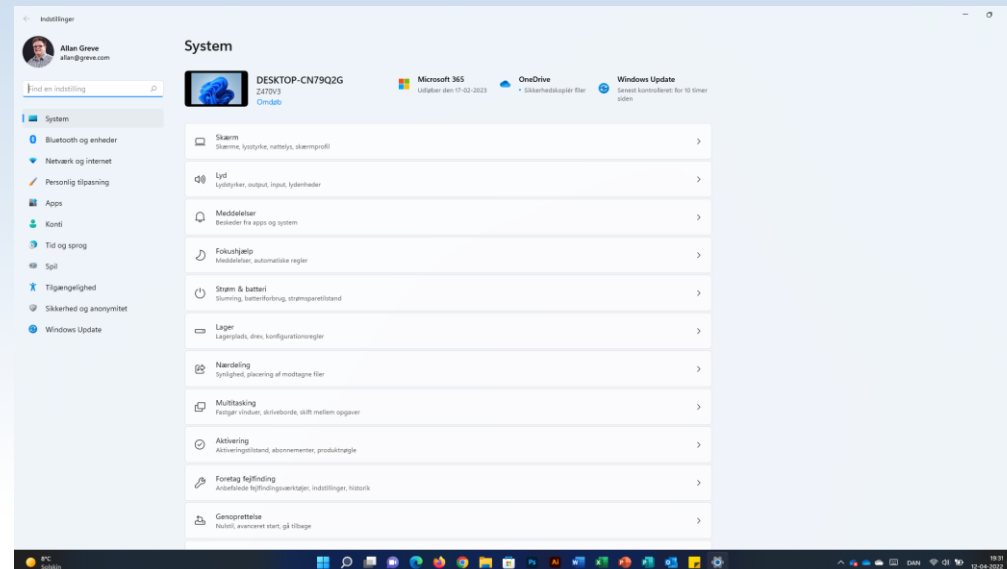 Indstillinger
Allan Greve
allan@greve.com
Find en indstilling
System
Bluetooth og enheder
Netværk og internet
Personlig tilpasning
Apps
Konti
Tid og sprog
Spil
Tilgængelighed
Sikkerhed og anonymitet
Windows Update
System
DESKTOP-CN79Q2G
Z470V3
Omdøb
Microsoft 365
Udløber den 17-02-2023
OneDrive
• Sikkerhedskopiér filer
Windows Update
Senest kontrolleret: for 10 timer
siden
Skærm
Skærme, lysstyrke, nattelys, skærmprofil
Lyd
Lydstyrker, output, input, lydenheder
Meddelelser
Beskeder fra apps og system
Fokushjælp
Meddelelser, automatiske regler
Strøm & batteri
Slumring, batteriforbrug, strømsparetilstand
Lager
Lagerplads, drev, konfigurationsregler
Nærdeling
Synlighed, placering af modtagne filer
Multitasking
Fastgør vinduer, skriveborde, skift mellem opgaver
Aktivering
Aktiveringstilstand, abonnementer, produktnøgle
Foretag fejlfinding
Anbefalede fejlfindingsværktøjer, indstillinger, historik
Genoprettelse
Nulstil, avanceret start, gå tilbage
8°C
Solskin
DAN
19:31
12-04-2022